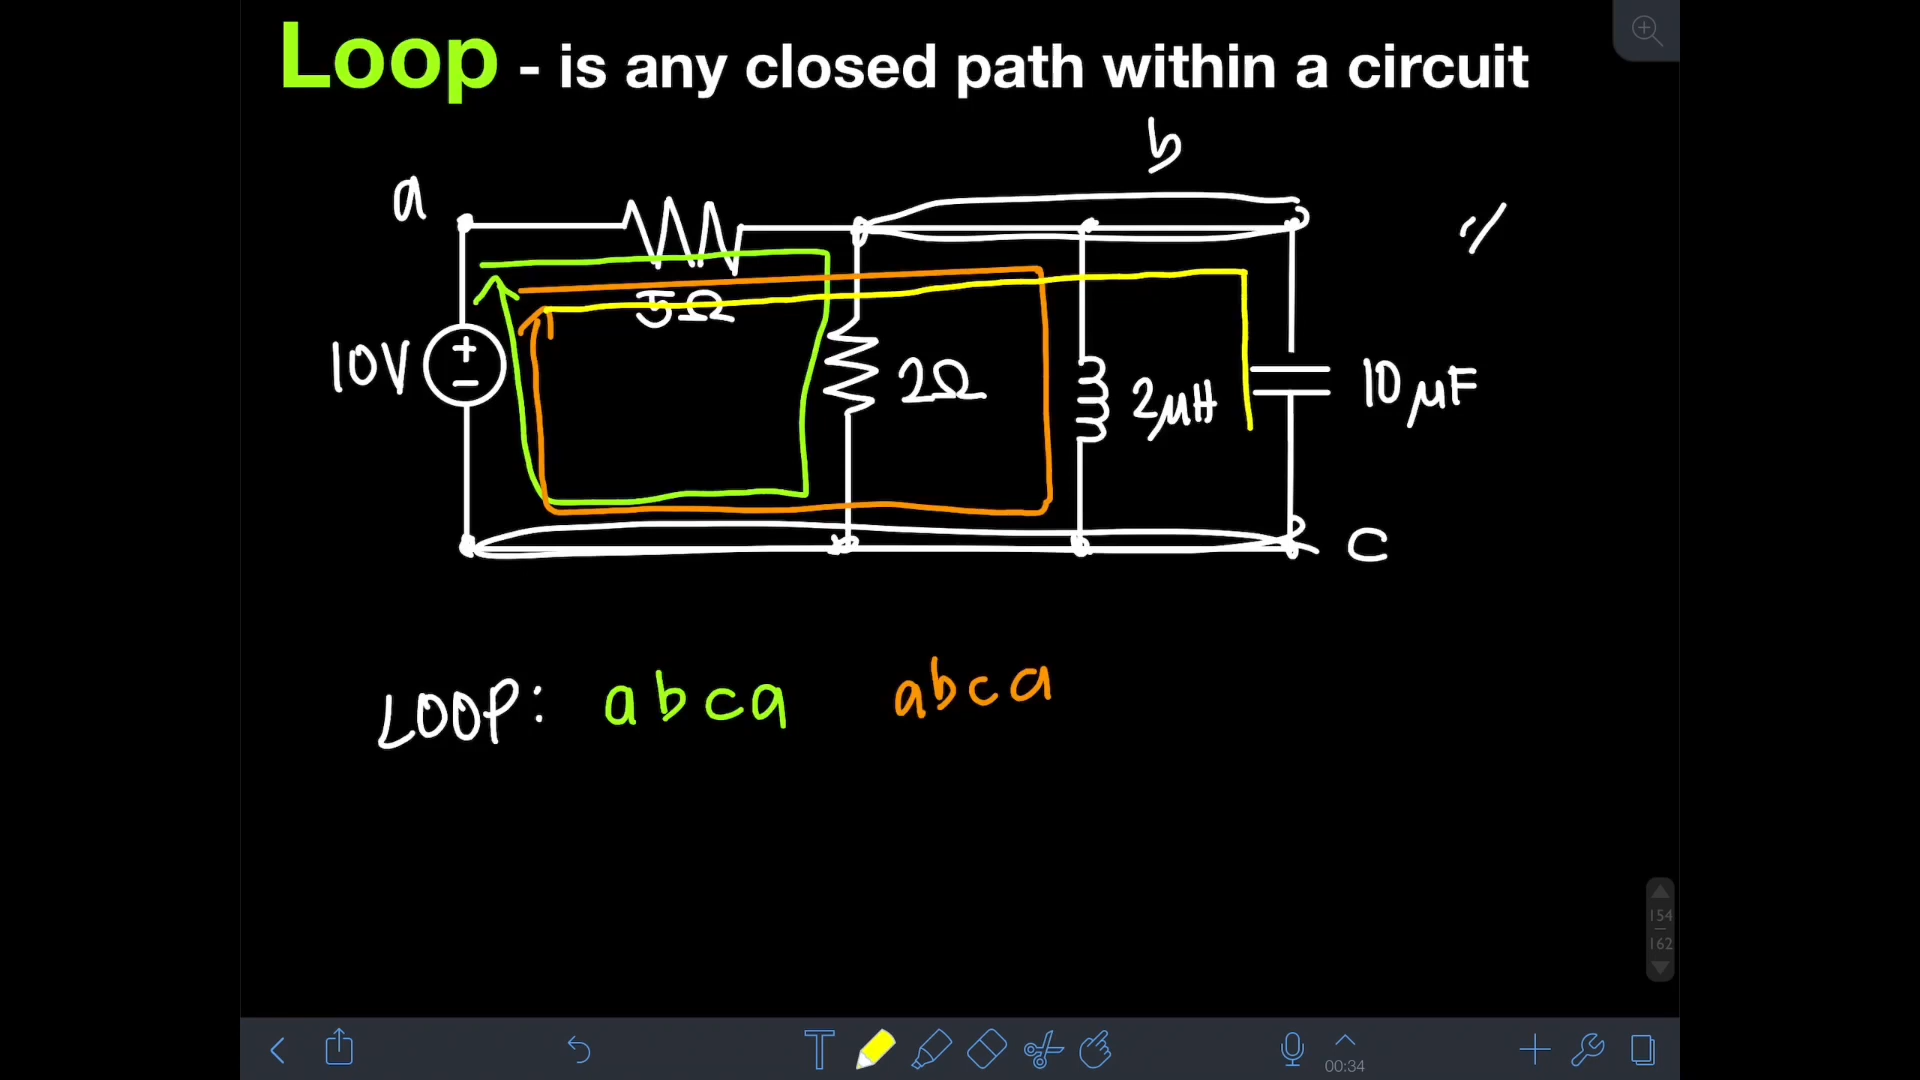 Loop - is any closed path within a circuit
b
a
5Ω
10V
2Ω
2μH
10μF
c
LOOP: abca abca
154
162
T
00:34